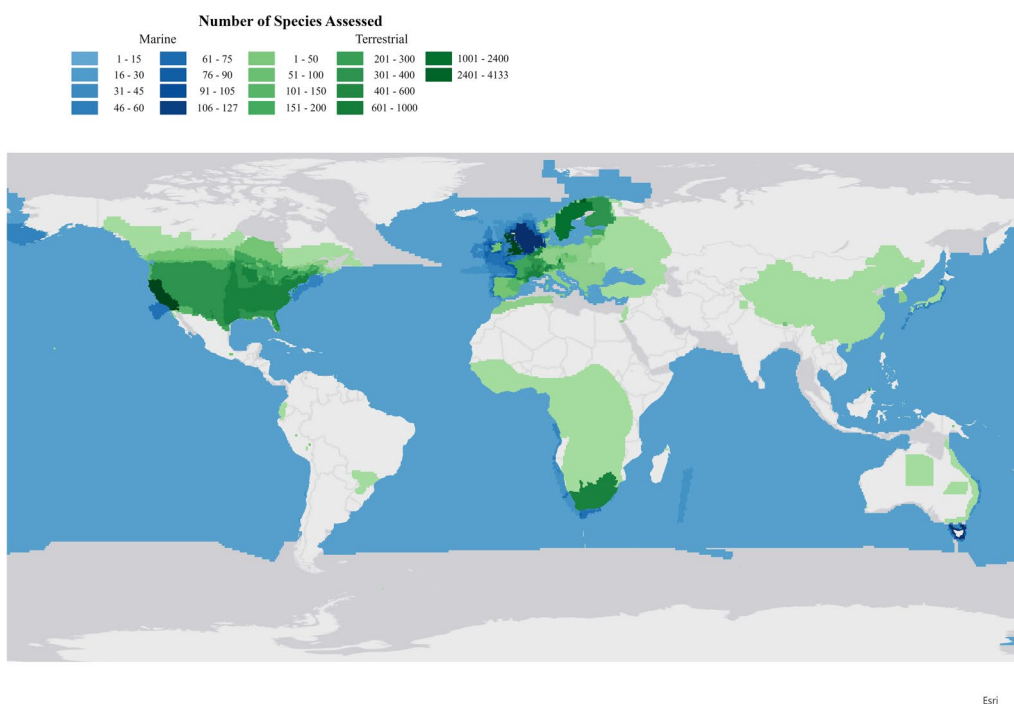 Number of Species Assessed
Marine Terrestrial
1 - 15 61 - 75 1 - 50 201 - 300 1001 - 2400
16 - 30 76 - 90 51 - 100 301 - 400 2401 - 4133
31 - 45 91 - 105 101 - 150 401 - 600
46 - 60 106 - 127 151 - 200 601 - 1000
Esri